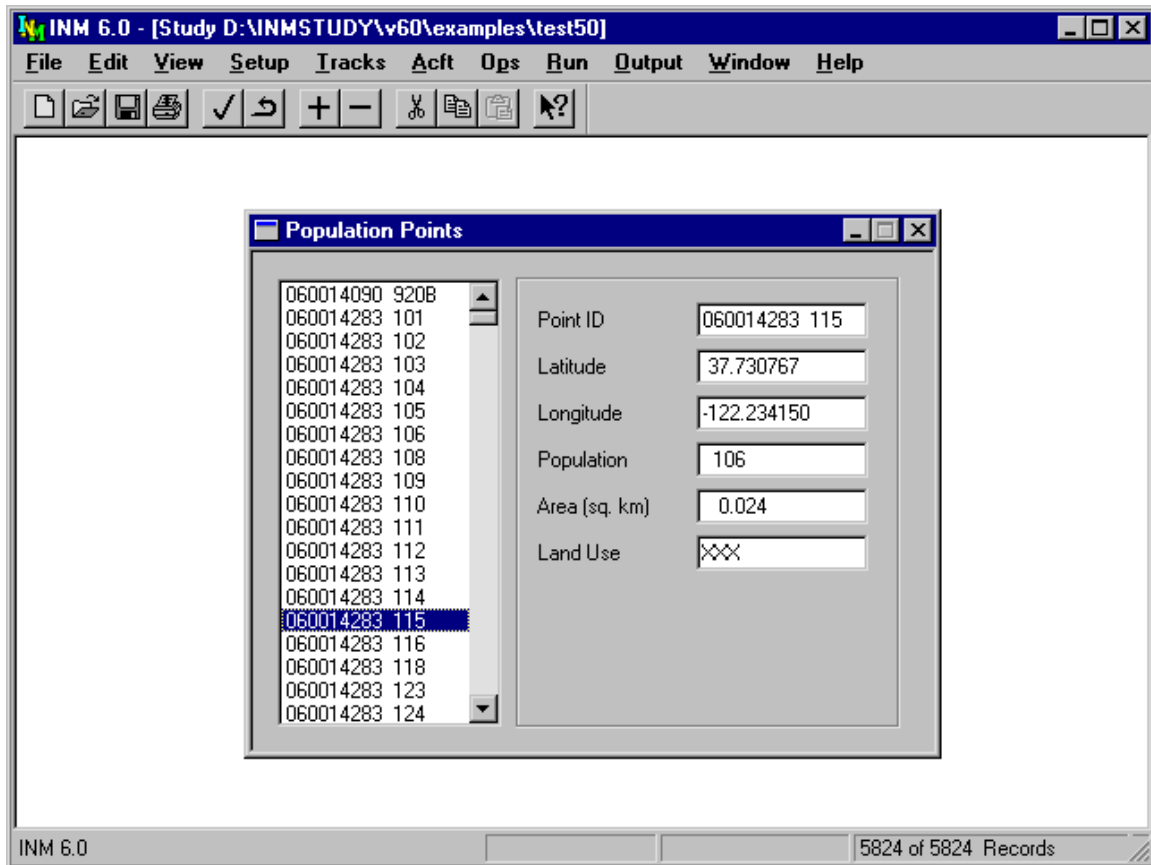 INM 6.0 - [Study D:\INMSTUDY\v60\examples\test50]
File Edit View Setup Tracks Acft Ops Run Output Window Help
Population Points
060014090 920B
060014283 101
060014283 102
060014283 103
060014283 104
060014283 105
060014283 106
060014283 108
060014283 109
060014283 110
060014283 111
060014283 112
060014283 113
060014283 114
060014283 115
060014283 116
060014283 118
060014283 123
060014283 124
Point ID 060014283 115
Latitude 37.730767
Longitude -122.234150
Population 106
Area (sq. km) 0.024
Land Use XXX
INM 6.0
5824 of 5824 Records